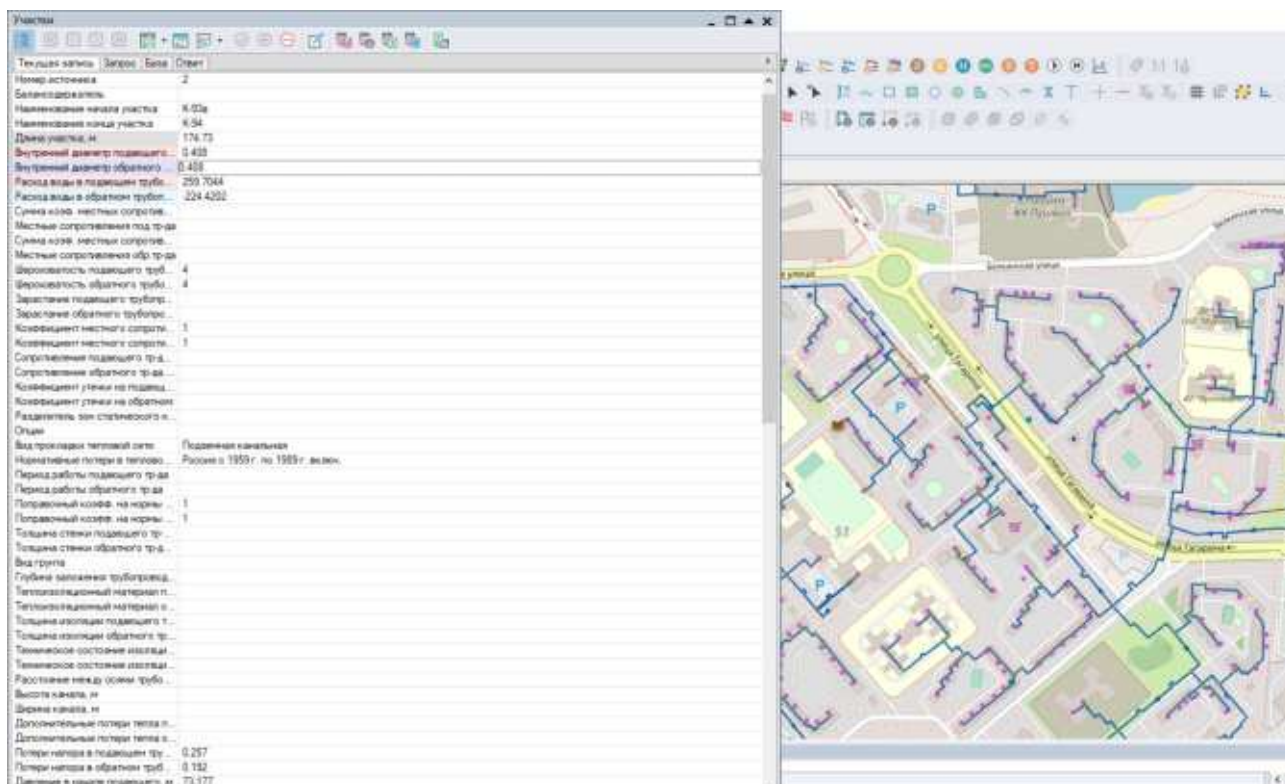 Участки
Текущая запись Запрос База Ответ
Номер источника 2
Балансодержатель
Наименование начала участка К-93а
Наименование конца участка К-94
Длина участка, м 174.73
Внутренний диаметр подающего... 0.408
Внутренний диаметр обратного ... 0.408
Расход воды в подающем трубо... 259.7044
Расход воды в обратном трубоп... -224.4202
Сумма коэф. местных сопротив...
Местные сопротивления под.тр-да
Сумма коэф. местных сопротив...
Местные сопротивления обр.тр-да
Шероховатость подающего труб... 4
Шероховатость обратного трубо... 4
Зарастание подающего трубопр...
Зарастание обратного трубопро...
Коэффициент местного сопроти... 1
Коэффициент местного сопроти... 1
Сопротивление подающего тр-д...
Сопротивление обратного тр-да...
Коэффициент утечки на подающ...
Коэффициент утечки на обратном
Разделитель зон статического н...
Опции
Вид прокладки тепловой сети Подземная канальная
Нормативные потери в теплово... Россия с 1959 г. по 1989 г. включ.
Период работы подающего тр-да
Период работы обратного тр-да
Поправочный коэфф. на нормы ... 1
Поправочный коэфф. на нормы ... 1
Толщина стенки подающего тр-...
Толщина стенки обратного тр-д...
Вид грунта
Глубина заложения трубопровод...
Теплоизоляционный материал п...
Теплоизоляционный материал о...
Толщина изоляции подающего т...
Толщина изоляции обратного тр...
Техническое состояние изоляци...
Техническое состояние изоляци...
Расстояние между осями трубо...
Высота канала, м
Ширина канала, м
Дополнительные потери тепла п...
Дополнительные потери тепла о...
Потери напора в подающем тру... 0.257
Потери напора в обратном труб... 0.192
Давление в начале подающего, м 73.177
P
улица Гагарина
P
улица Гагарина
57
P
улица Гагарина